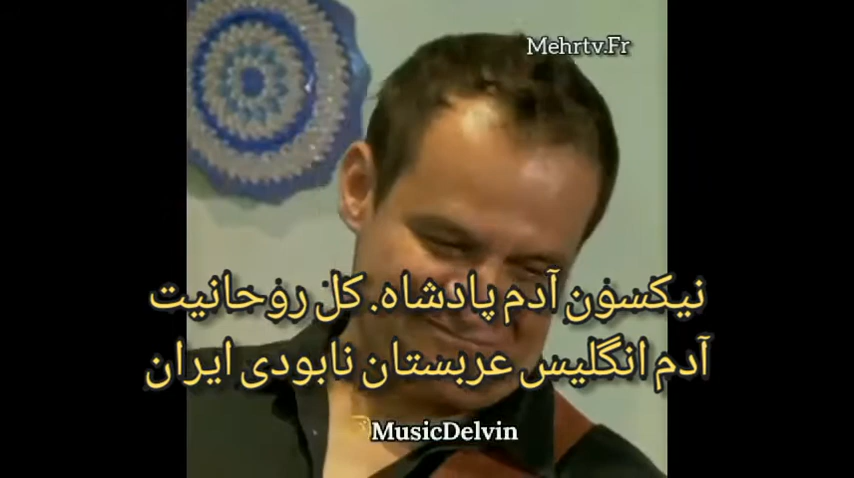 Mehrtv.Fr
نیکسون آدم پادشاه. کل روحانیت
آدم انگلیس عربستان نابودی ایران
MusicDelvin